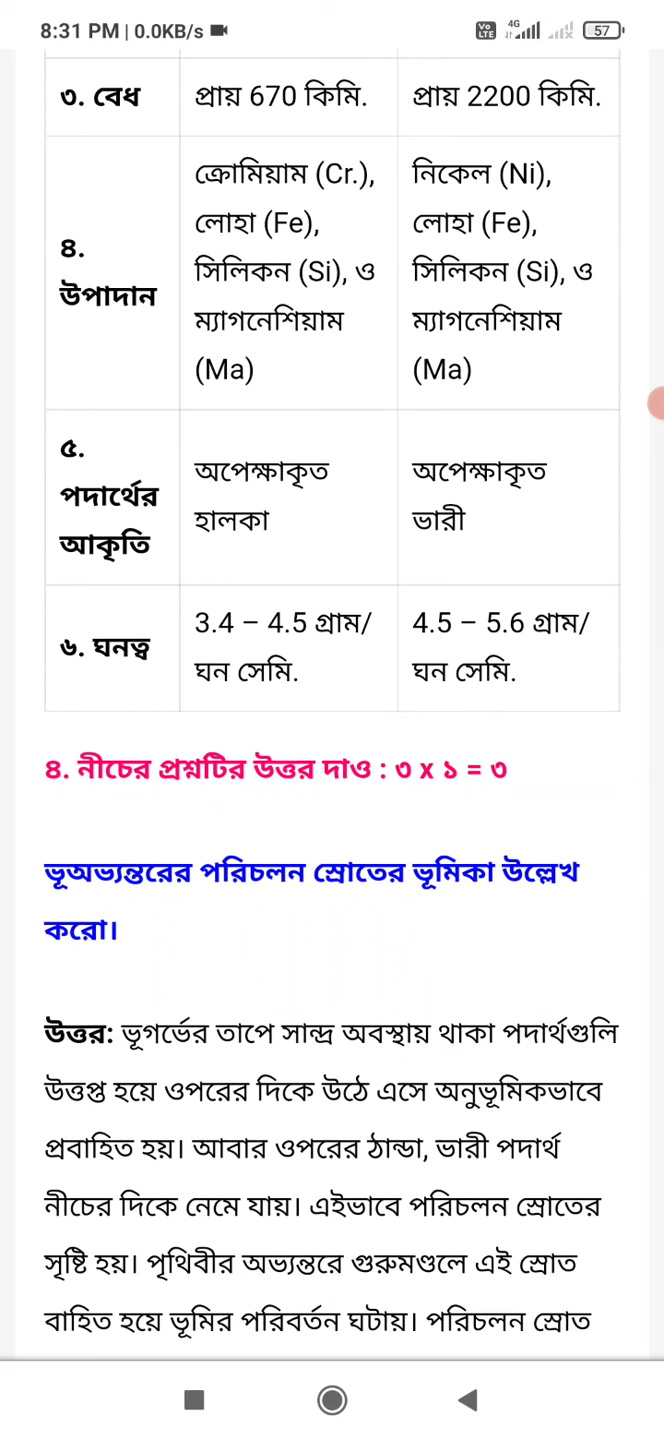 8:31 PM | 0.0KB/s
Vo LTE 4G 57
৩. বেধ প্রায় 670 কিমি. প্রায় 2200 কিমি.
৪. উপাদান
ক্রোমিয়াম (Cr.),
লোহা (Fe),
সিলিকন (Si), ও
ম্যাগনেশিয়াম
(Ma)
নিকেল (Ni),
লোহা (Fe),
সিলিকন (Si), ও
ম্যাগনেশিয়াম
(Ma)
৫.
পদার্থের
আকৃতি
অপেক্ষাকৃত
হালকা
অপেক্ষাকৃত
ভারী
৬. ঘনত্ব
3.4 – 4.5 গ্রাম/
ঘন সেমি.
4.5 – 5.6 গ্রাম/
ঘন সেমি.
৪. নীচের প্রশ্নটির উত্তর দাও : ৩ x ১ = ৩
ভূঅভ্যন্তরের পরিচলন স্রোতের ভূমিকা উল্লেখ
করো।
উত্তর: ভূগর্ভের তাপে সান্দ্র অবস্থায় থাকা পদার্থগুলি
উত্তপ্ত হয়ে ওপরের দিকে উঠে এসে অনুভূমিকভাবে
প্রবাহিত হয়। আবার ওপরের ঠান্ডা, ভারী পদার্থ
নীচের দিকে নেমে যায়। এইভাবে পরিচলন স্রোতের
সৃষ্টি হয়। পৃথিবীর অভ্যন্তরে গুরুমণ্ডলে এই স্রোত
বাহিত হয়ে ভূমির পরিবর্তন ঘটায়। পরিচলন স্রোত